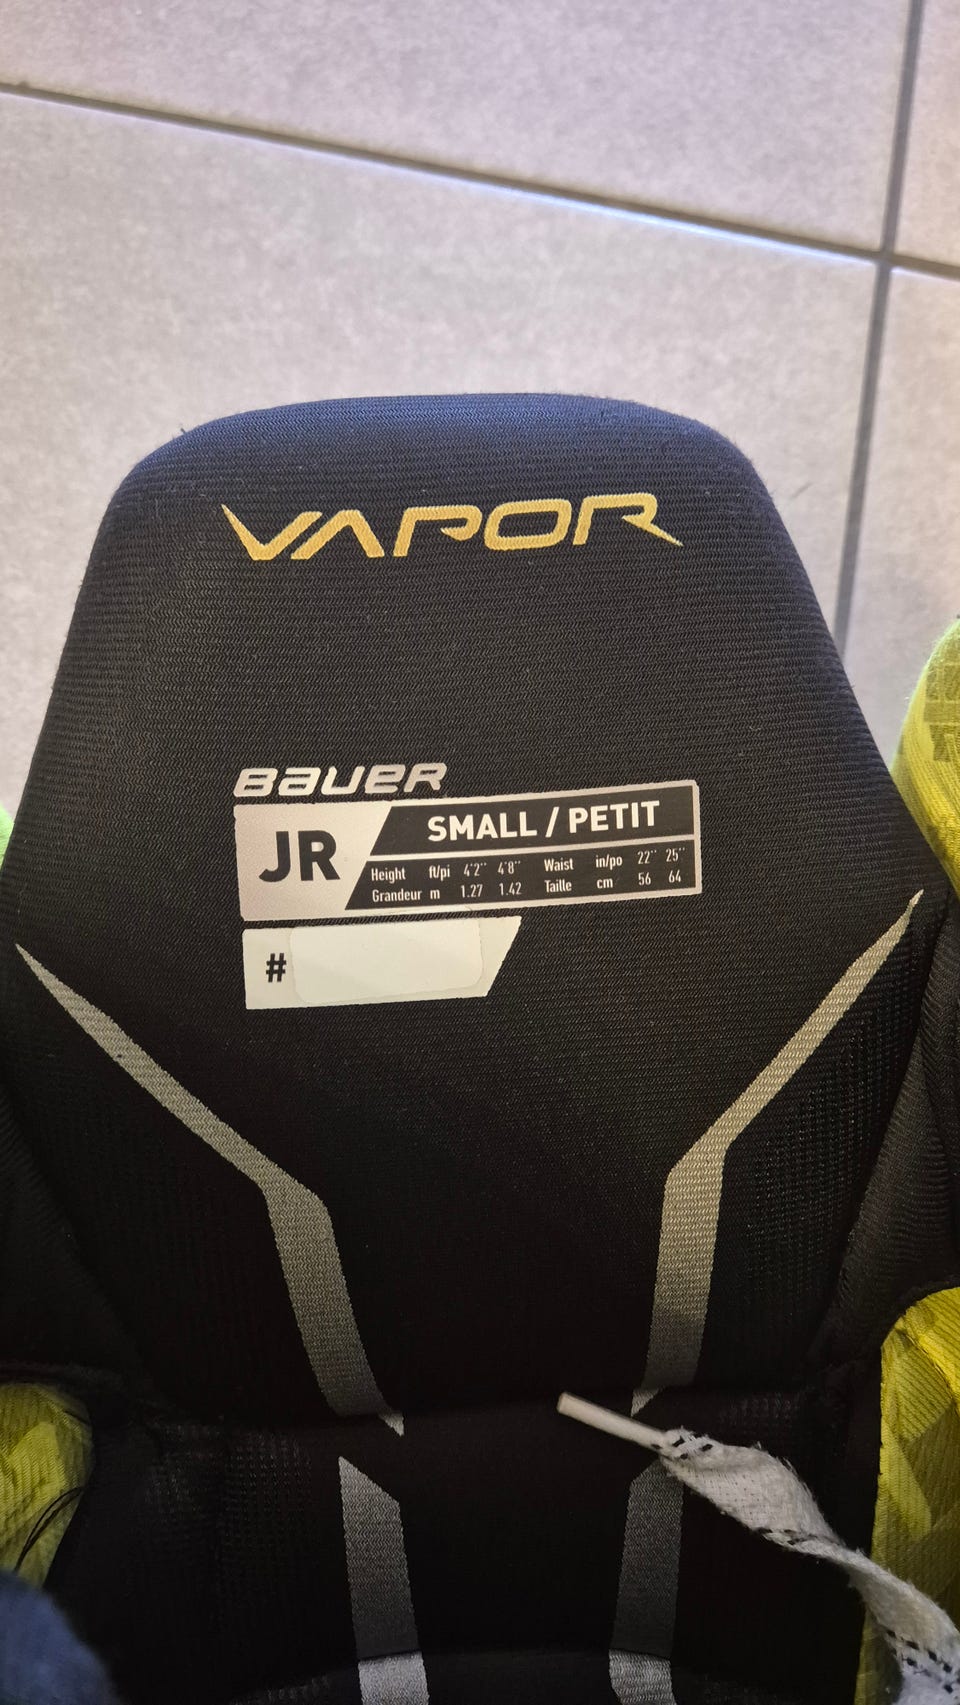 VAPOR
BAUER
JR
SMALL / PETIT
Height ft/pi 4'2'' 4'8'' Waist in/po 22'' 25''
Grandeur m 1.27 1.42 Taille cm 56 64
#